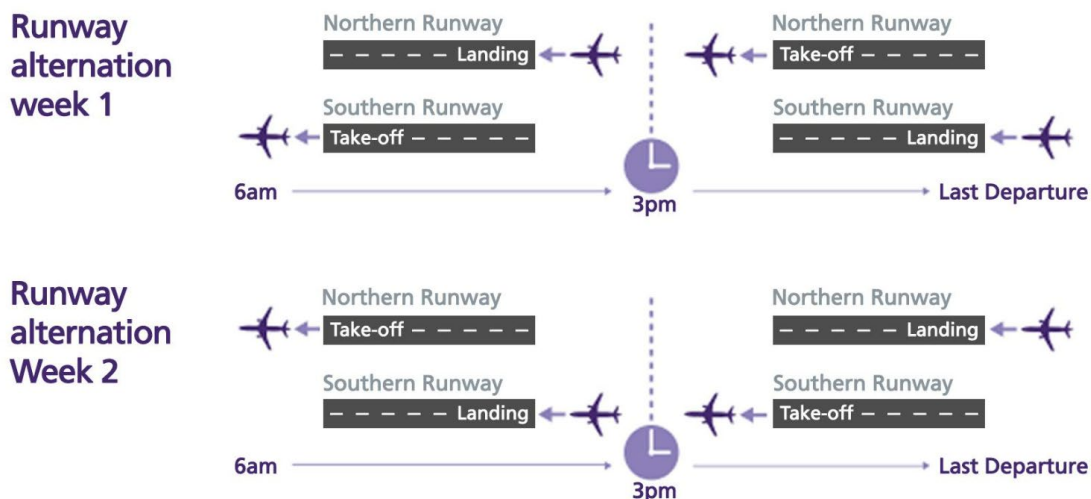 Runway
alternation
week 1
Northern Runway
Landing
Southern Runway
Take-off
Northern Runway
Take-off
Southern Runway
Landing
6am
3pm
Last Departure
Runway
alternation
Week 2
Northern Runway
Take-off
Southern Runway
Landing
Northern Runway
Landing
Southern Runway
Take-off
6am
3pm
Last Departure